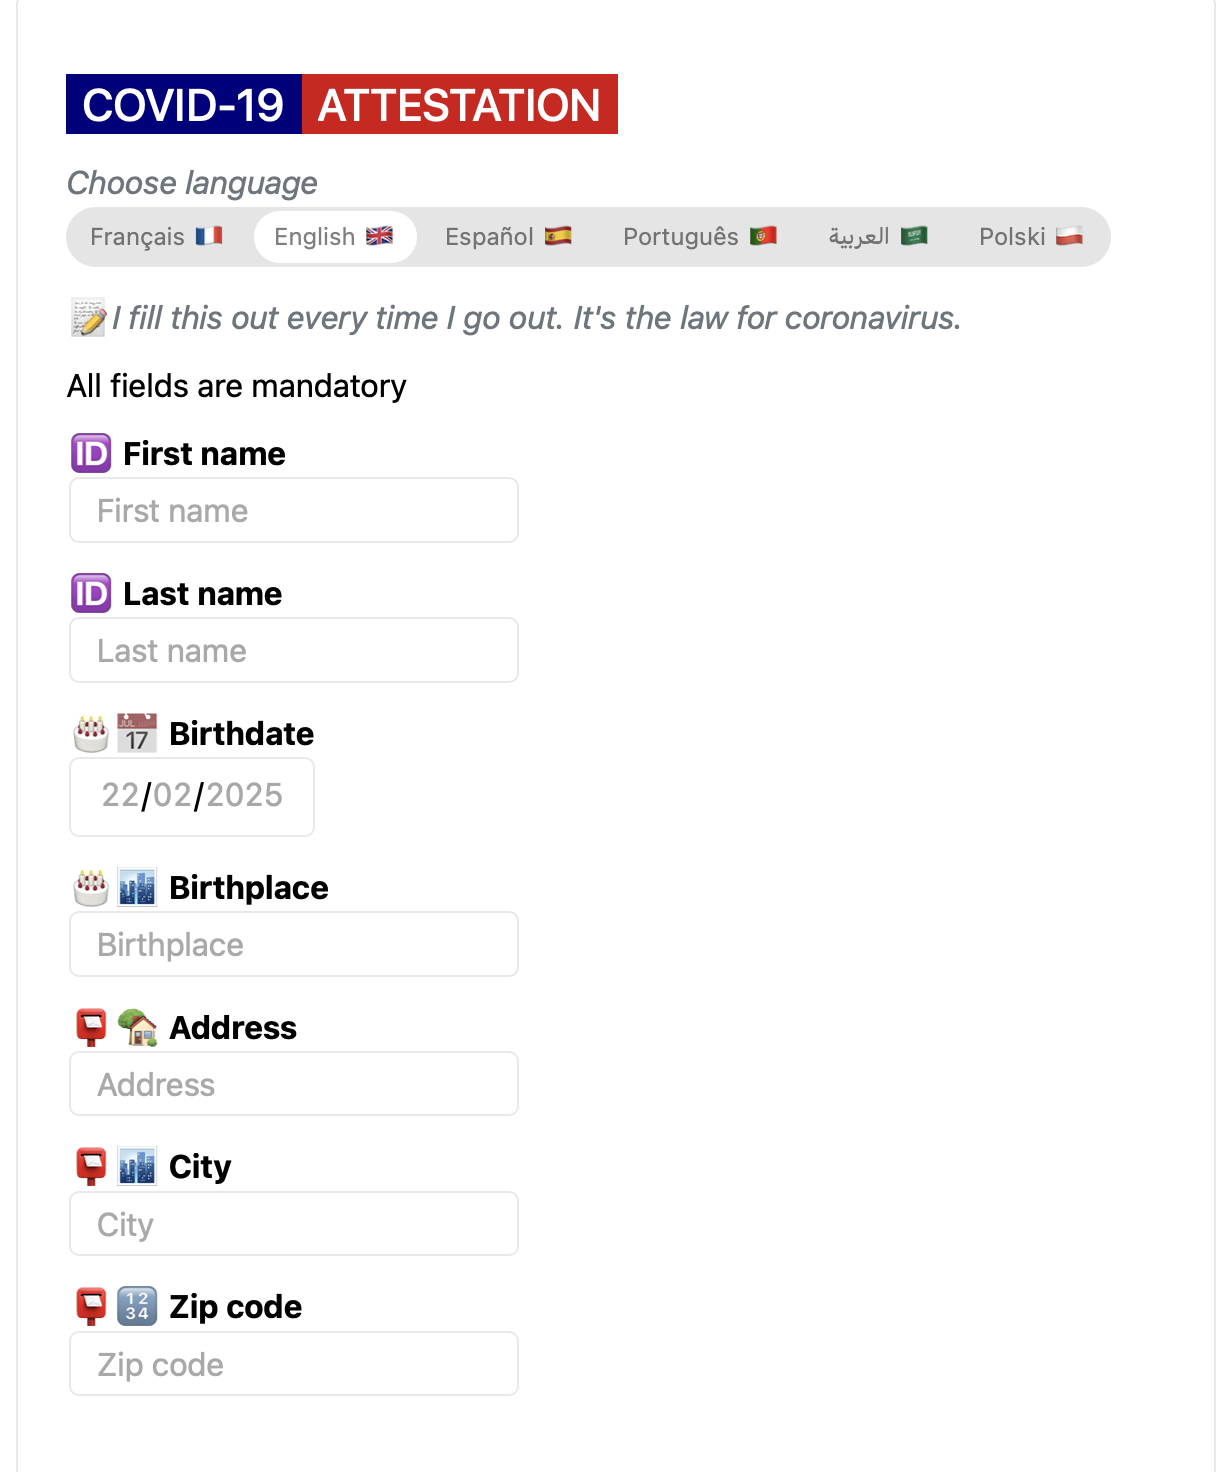 COVID-19 ATTESTATION
Choose language
Français English Español Português العربية Polski
I fill this out every time I go out. It's the law for coronavirus.
All fields are mandatory
ID First name
First name
ID Last name
Last name
JUL 17 Birthdate
22/02/2025
Birthplace
Birthplace
Address
Address
City
City
1234 Zip code
Zip code